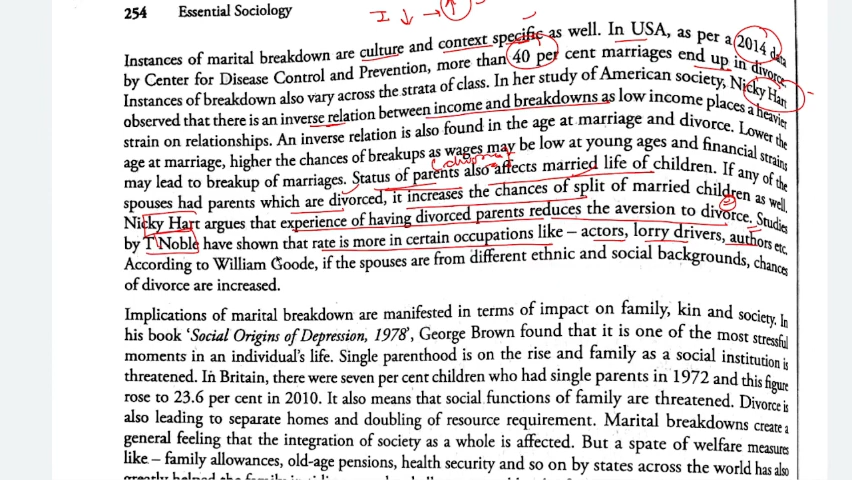 254 Essential Sociology
I ↓ → ↑
Instances of marital breakdown are culture and context specific as well. In USA, as per a 2014 data
by Center for Disease Control and Prevention, more than 40 per cent marriages end up in divorce.
Instances of breakdown also vary across the strata of class. In her study of American society, Nicky Hart
observed that there is an inverse relation between income and breakdowns as low income places a heavier
strain on relationships. An inverse relation is also found in the age at marriage and divorce. Lower the
age at marriage, higher the chances of breakups as wages may be low at young ages and financial strains
may lead to breakup of marriages. Status of parents also affects married life of children. If any of the
spouses had parents which are divorced, it increases the chances of split of married children as well.
Nicky Hart argues that experience of having divorced parents reduces the aversion to divorce. Studies
by T Noble have shown that rate is more in certain occupations like – actors, lorry drivers, authors etc.
According to William Goode, if the spouses are from different ethnic and social backgrounds, chances
of divorce are increased.
Implications of marital breakdown are manifested in terms of impact on family, kin and society. In
his book ‘Social Origins of Depression, 1978’, George Brown found that it is one of the most stressful
moments in an individual’s life. Single parenthood is on the rise and family as a social institution is
threatened. In Britain, there were seven per cent children who had single parents in 1972 and this figure
rose to 23.6 per cent in 2010. It also means that social functions of family are threatened. Divorce is
also leading to separate homes and doubling of resource requirement. Marital breakdowns create a
general feeling that the integration of society as a whole is affected. But a spate of welfare measures
like – family allowances, old-age pensions, health security and so on by states across the world has also